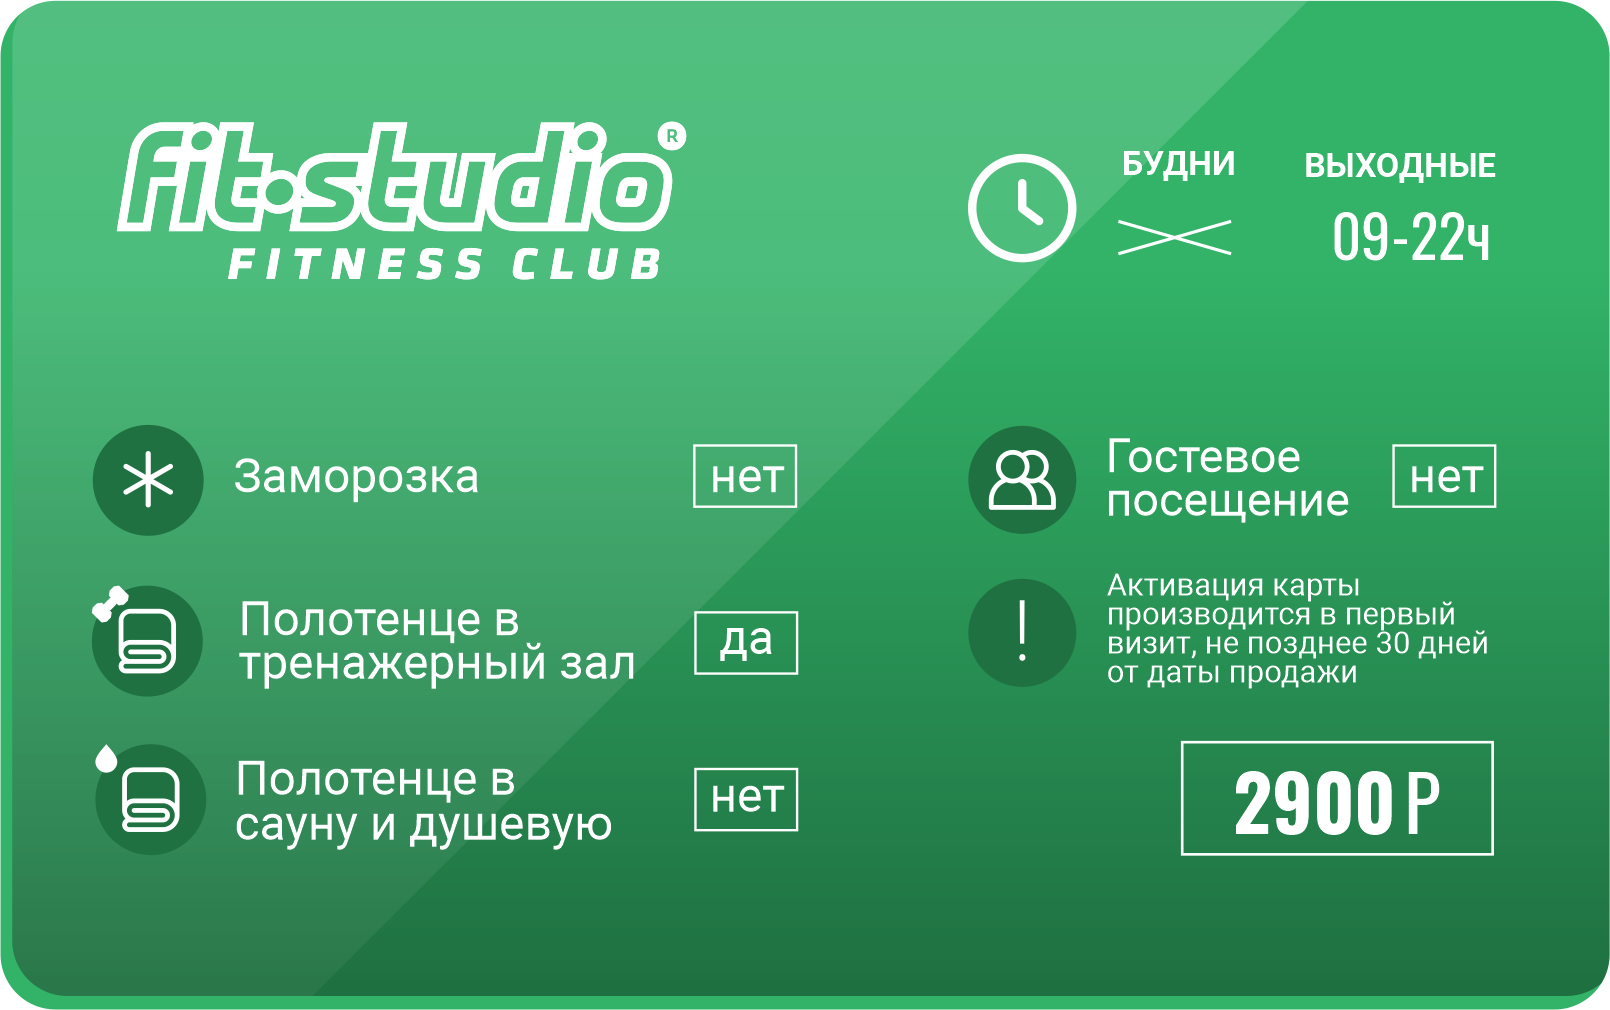 fit·studio ®
FITNESS CLUB
БУДНИ
ВЫХОДНЫЕ
09-22ч
Заморозка
нет
Полотенце в
тренажерный зал
да
Полотенце в
сауну и душевую
нет
Гостевое
посещение
нет
Активация карты
производится в первый
визит, не позднее 30 дней
от даты продажи
2900 Р